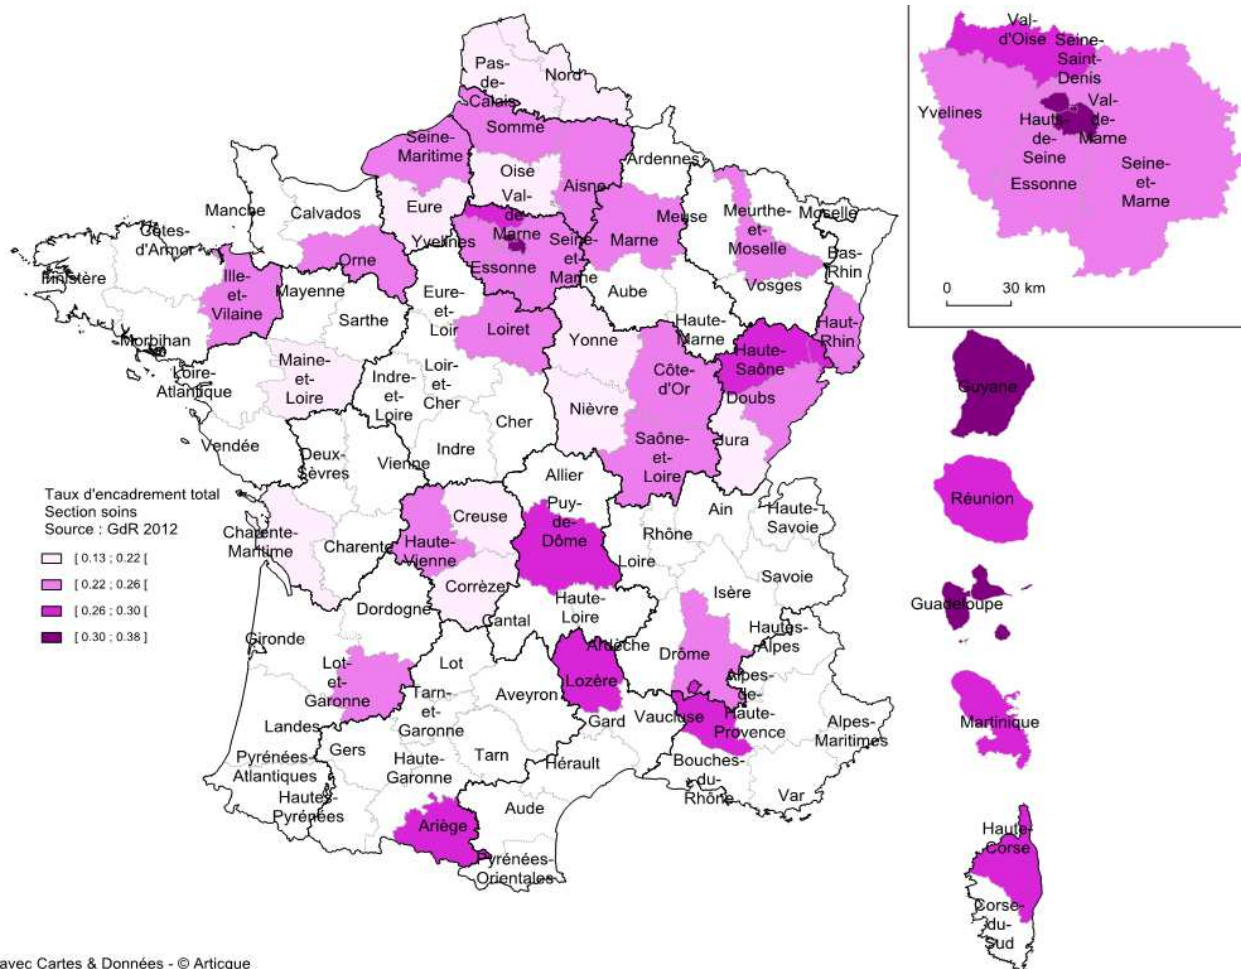 Pas-
de-
Calais
Nord
Somme
Seine-
Maritime
Oise
Aisne
Ardennes
Eure
Val-
de-
Marne
Yvelines
Essonne
Seine-
et-
Marne
Manche
Calvados
Orne
Côtes-
d'Armor
Finistère
Morbihan
Ille-
et-
Vilaine
Mayenne
Sarthe
Eure-
et-
Loir
Loiret
Marne
Meuse
Meurthe-
et-
Moselle
Moselle
Bas-
Rhin
Vosges
Haut-
Rhin
Aube
Haute-
Marne
Haute-
Saône
Yonne
Côte-
d'Or
Doubs
Nièvre
Jura
Saône-
et-
Loire
Loire-
Atlantique
Maine-
et-
Loire
Indre-
et-
Loire
Loir-
et-
Cher
Cher
Indre
Vendée
Deux-
Sèvres
Vienne
Allier
Puy-
de-
Dôme
Creuse
Haute-
Vienne
Corrèze
Charente-
Maritime
Charente
Dordogne
Gironde
Cantal
Haute-
Loire
Loire
Rhône
Ain
Haute-
Savoie
Savoie
Isère
Ardèche
Drôme
Hautes-
Alpes
Alpes-
de-
Haute-
Provence
Alpes-
Maritimes
Lot-
et-
Garonne
Lot
Tarn-
et-
Garonne
Aveyron
Lozère
Gard
Vaucluse
Landes
Gers
Haute-
Garonne
Tarn
Hérault
Bouches-
du-
Rhône
Var
Pyrénées-
Atlantiques
Hautes-
Pyrénées
Ariège
Aude
Pyrénées-
Orientales
Taux d'encadrement total
Section soins
Source : GdR 2012
[ 0.13 ; 0.22 [
[ 0.22 ; 0.26 [
[ 0.26 ; 0.30 [
[ 0.30 ; 0.38 ]
Val-
d'Oise
Seine-
Saint-
Denis
Yvelines
Hauts-
de-
Seine
Val-
de-
Marne
Essonne
Seine-
et-
Marne
0 30 km
Guyane
Réunion
Guadeloupe
Martinique
Haute-
Corse
Corse-
du-
Sud
avec Cartes & Données - © Articque